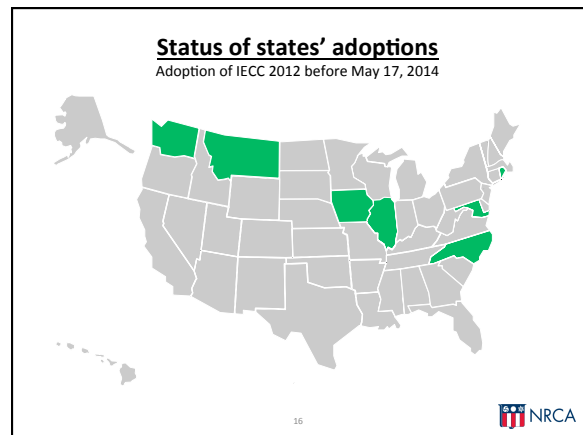 Status of states’ adoptions
Adoption of IECC 2012 before May 17, 2014
16
NRCA